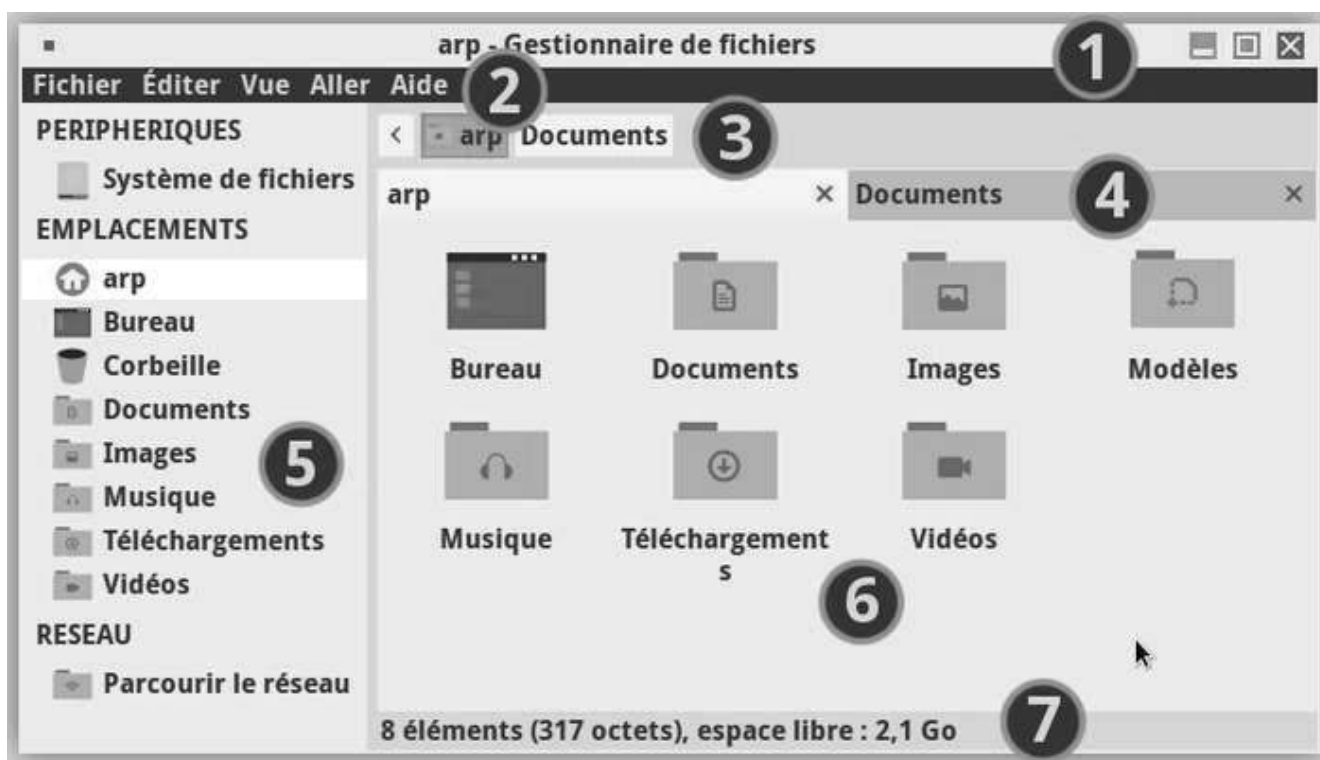 arp - Gestionnaire de fichiers
1
Fichier Éditer Vue Aller Aide
2
PERIPHERIQUES
Système de fichiers
EMPLACEMENTS
arp
Bureau
Corbeille
Documents
Images
Musique
Téléchargements
Vidéos
5
RESEAU
Parcourir le réseau
< arp Documents
3
arp × Documents ×
4
Bureau Documents Images Modèles
Musique Téléchargement Vidéos
s
6
8 éléments (317 octets), espace libre : 2,1 Go
7